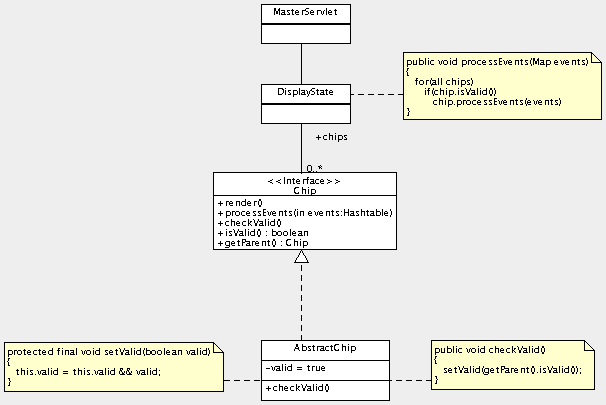 MasterServlet
DisplayState
public void processEvents(Map events)
{
for(all chips)
if(chip.isValid())
chip.processEvents(events)
}
+chips
0..*
<<Interface>>
Chip
+render()
+processEvents(in events:Hashtable)
+checkValid()
+isValid() : boolean
+getParent() : Chip
protected final void setValid(boolean valid)
{
this.valid = this.valid && valid;
}
AbstractChip
-valid = true
+checkValid()
public void checkValid()
{
setValid(getParent().isValid());
}